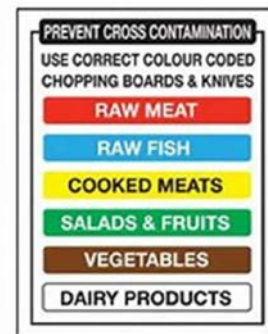 PREVENT CROSS CONTAMINATION
USE CORRECT COLOUR CODED
CHOPPING BOARDS & KNIVES
RAW MEAT
RAW FISH
COOKED MEATS
SALADS & FRUITS
VEGETABLES
DAIRY PRODUCTS